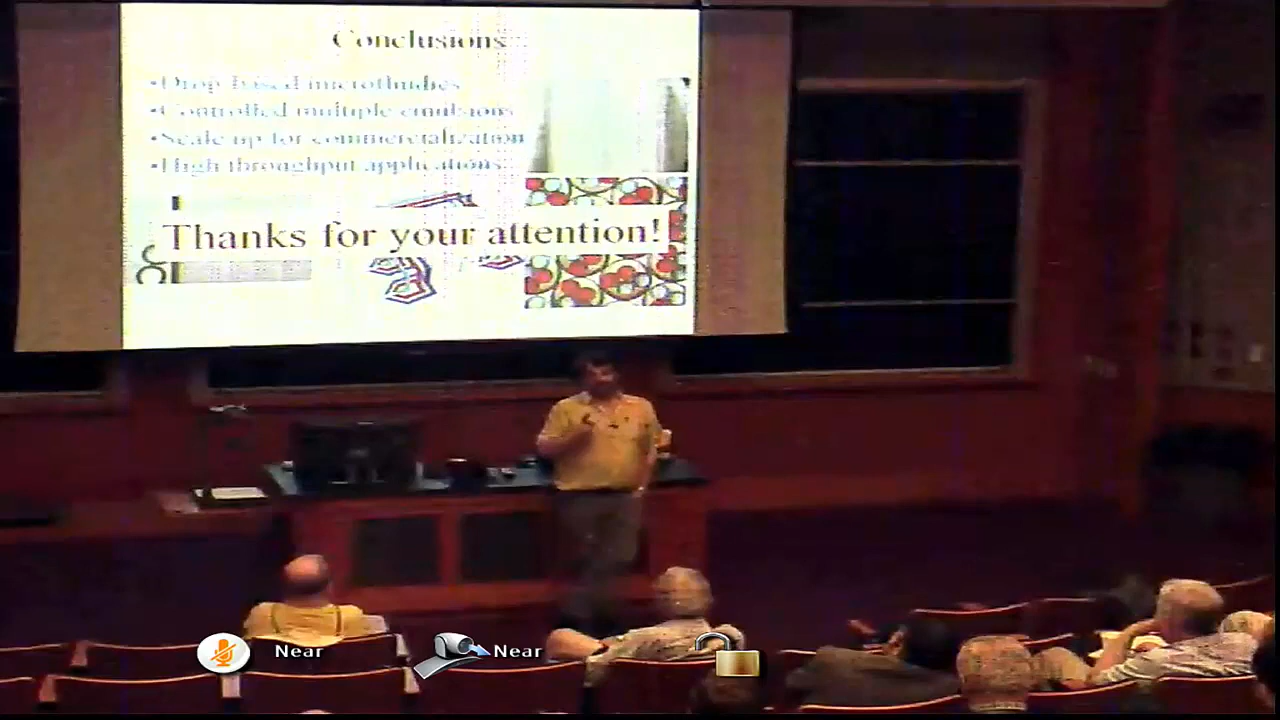 Conclusions
•Drop based microfluidics
•Controlled multiple emulsions
•Scale up for commercialization
•High throughput applications
Thanks for your attention!
Near
Near